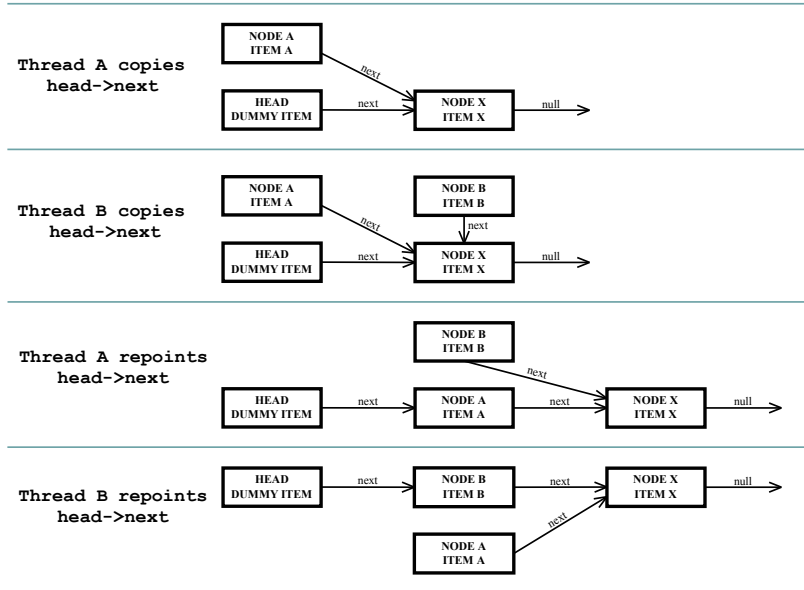 Thread A copies
head->next
NODE A
ITEM A
next
HEAD
DUMMY ITEM
next
NODE X
ITEM X
null
Thread B copies
head->next
NODE A
ITEM A
next
NODE B
ITEM B
next
HEAD
DUMMY ITEM
next
NODE X
ITEM X
null
Thread A repoints
head->next
NODE B
ITEM B
next
HEAD
DUMMY ITEM
next
NODE A
ITEM A
next
NODE X
ITEM X
null
Thread B repoints
head->next
HEAD
DUMMY ITEM
next
NODE B
ITEM B
next
NODE X
ITEM X
null
NODE A
ITEM A
next